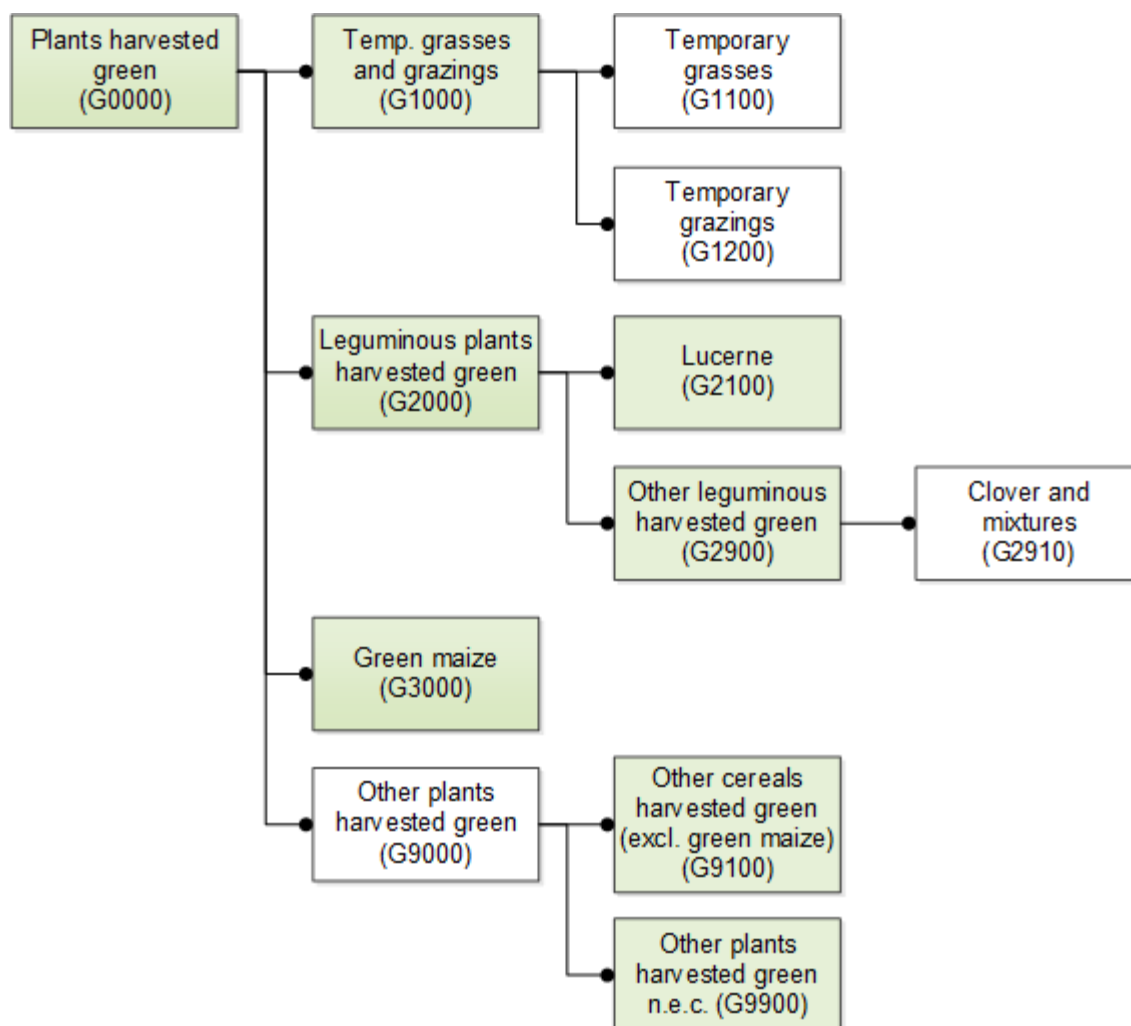 Plants harvested
green
(G0000)
Temp. grasses
and grazings
(G1000)
Temporary
grasses
(G1100)
Temporary
grazings
(G1200)
Leguminous plants
harvested green
(G2000)
Lucerne
(G2100)
Other leguminous
harvested green
(G2900)
Clover and
mixtures
(G2910)
Green maize
(G3000)
Other plants
harvested green
(G9000)
Other cereals
harvested green
(excl. green maize)
(G9100)
Other plants
harvested green
n.e.c. (G9900)